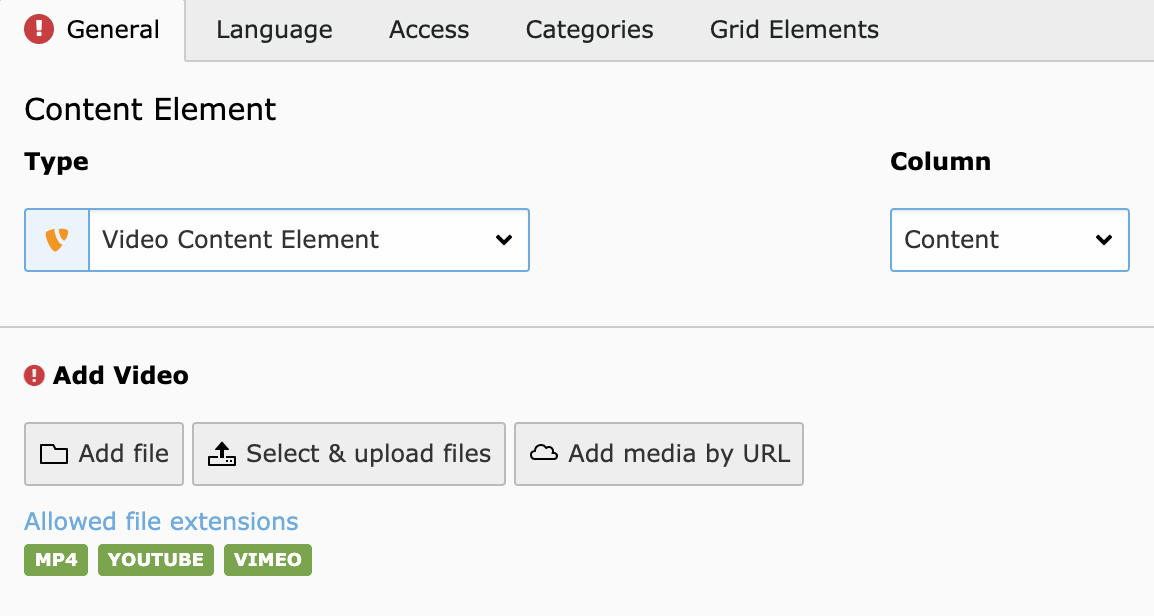 General Language Access Categories Grid Elements
Content Element
Type Column
Video Content Element Content
Add Video
Add file Select & upload files Add media by URL
Allowed file extensions
MP4 YOUTUBE VIMEO